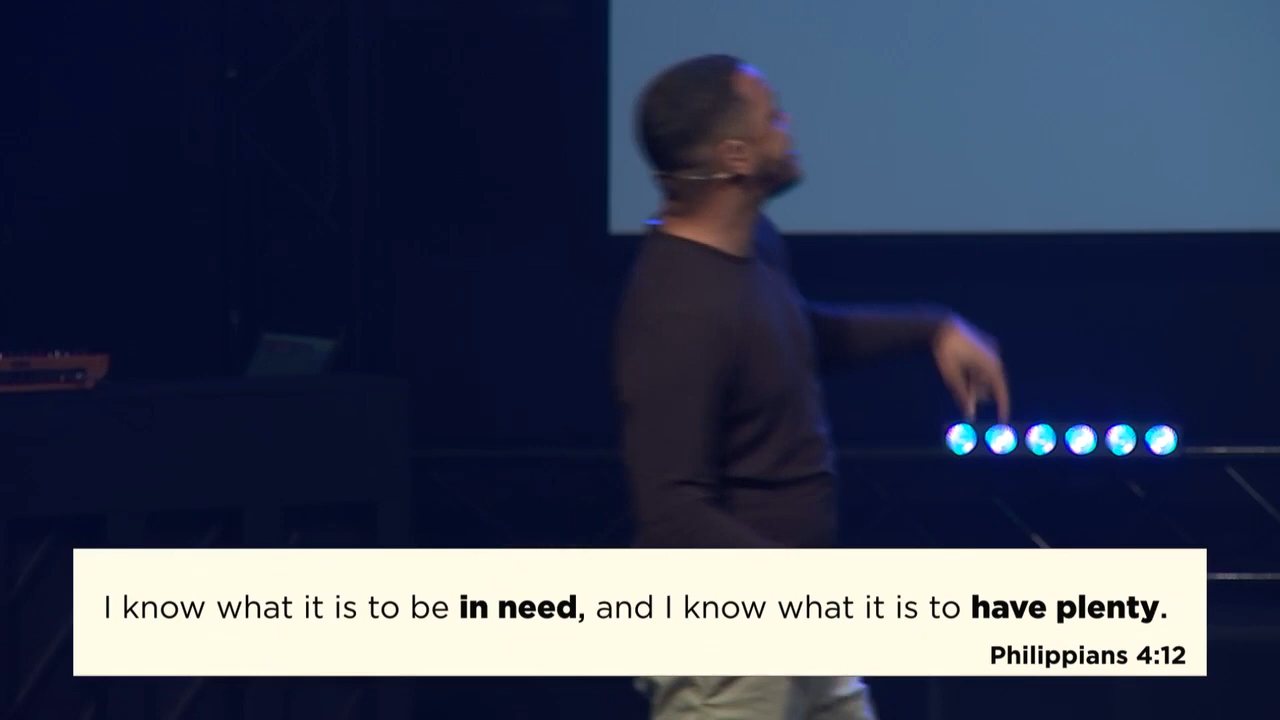 I know what it is to be in need, and I know what it is to have plenty.
Philippians 4:12